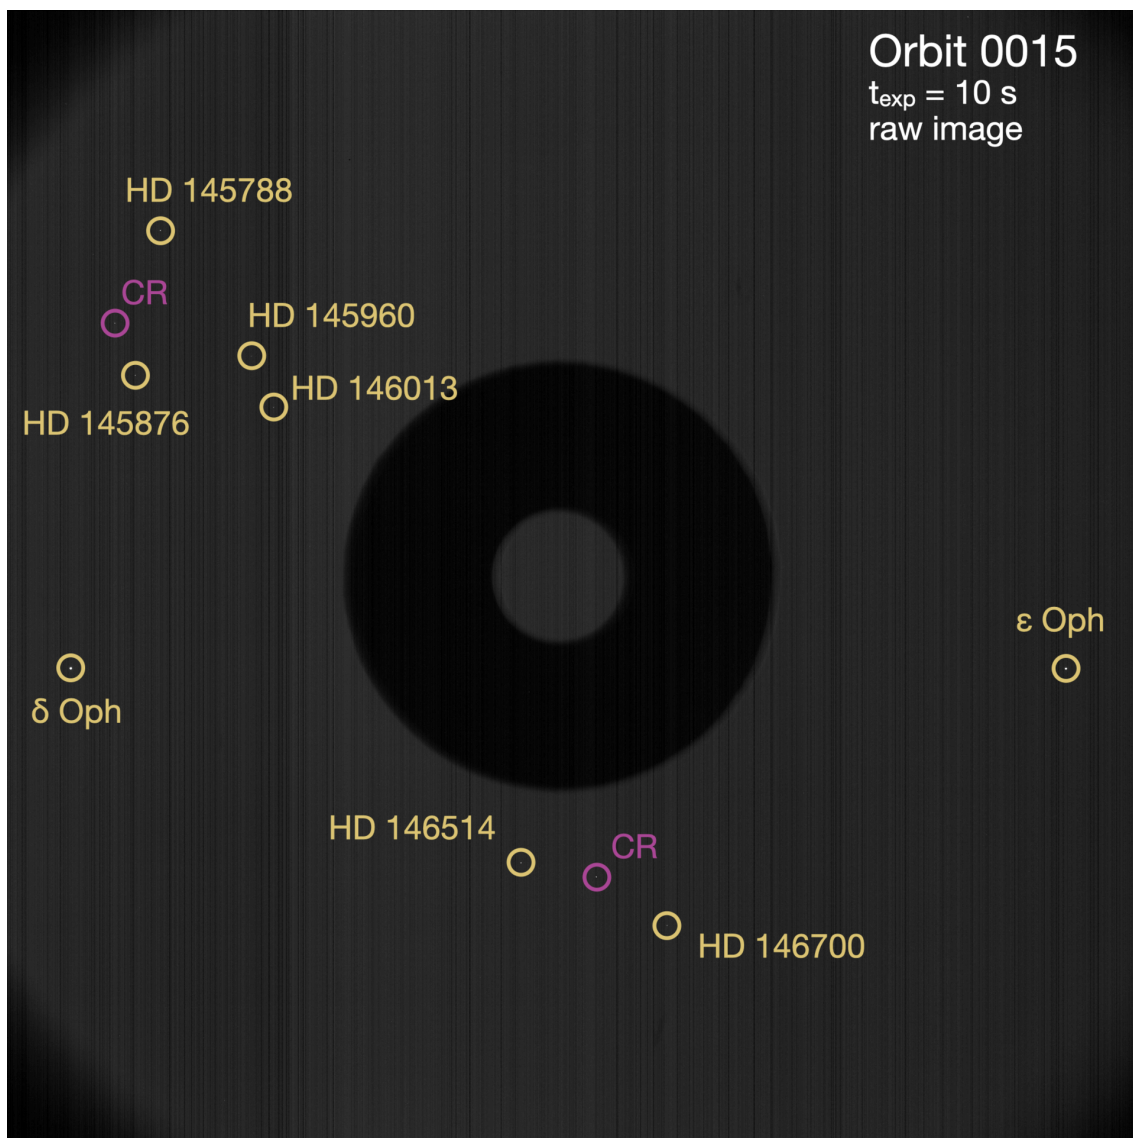 Orbit 0015
t_exp = 10 s
raw image
HD 145788
CR
HD 145960
HD 146013
HD 145876
ε Oph
δ Oph
HD 146514
CR
HD 146700